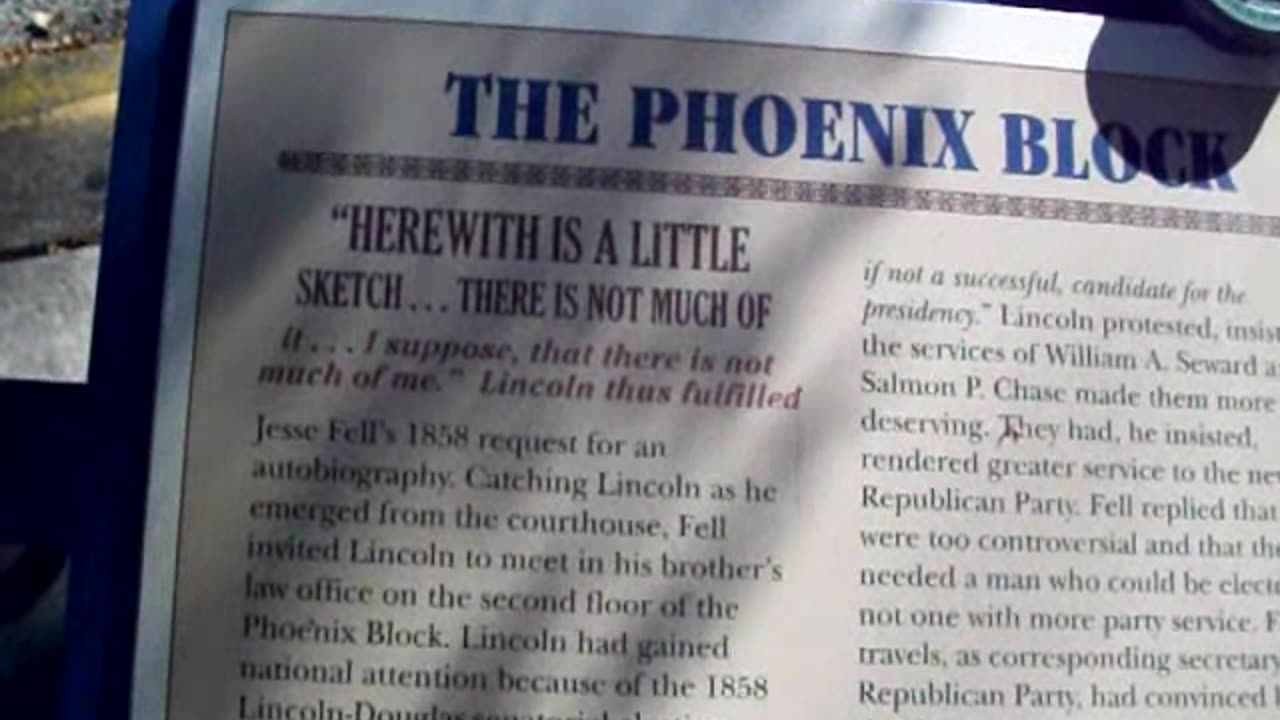 THE PHOENIX BLOCK
“HEREWITH IS A LITTLE
SKETCH . . . THERE IS NOT MUCH OF
it . . . I suppose, that there is not
much of me.” Lincoln thus fulfilled
Jesse Fell's 1858 request for an
autobiography. Catching Lincoln as he
emerged from the courthouse, Fell
invited Lincoln to meet in his brother's
law office on the second floor of the
Phoenix Block. Lincoln had gained
national attention because of the 1858
Lincoln-Douglas senatorial
if not a successful, candidate for the
presidency.” Lincoln protested,
the services of William A. Seward
Salmon P. Chase made them more
deserving. They had, he insisted,
rendered greater service to the
Republican Party. Fell replied that
were too controversial and that
needed a man who could be
not one with more party service.
travels, as corresponding secretary
Republican Party, had convinced